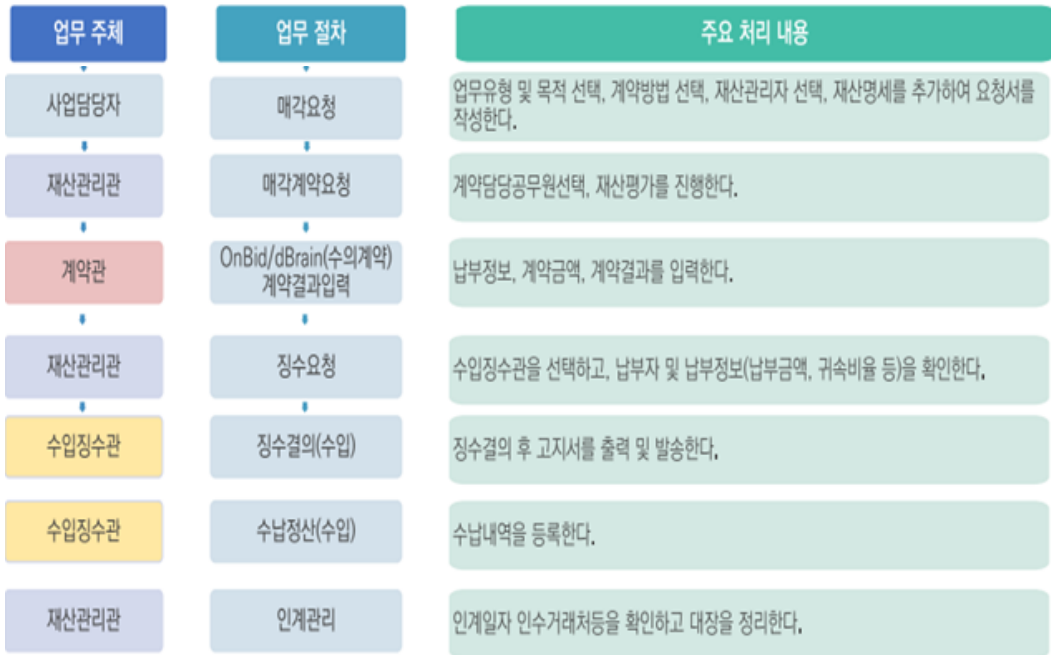 업무 주체 업무 절차 주요 처리 내용
사업담당자 매각요청 업무유형 및 목적 선택, 계약방법 선택, 재산관리자 선택, 재산명세를 추가하여 요청서를
작성한다.
재산관리관 매각계약요청 계약담당공무원선택, 재산평가를 진행한다.
계약관 OnBid/dBrain(수의계약)
계약결과입력 납부정보, 계약금액, 계약결과를 입력한다.
재산관리관 징수요청 수입징수관을 선택하고, 납부자 및 납부정보(납부금액, 귀속비율 등)을 확인한다.
수입징수관 징수결의(수입) 징수결의 후 고지서를 출력 및 발송한다.
수입징수관 수납정산(수입) 수납내역을 등록한다.
재산관리관 인계관리 인계일자 인수거래처등을 확인하고 대장을 정리한다.